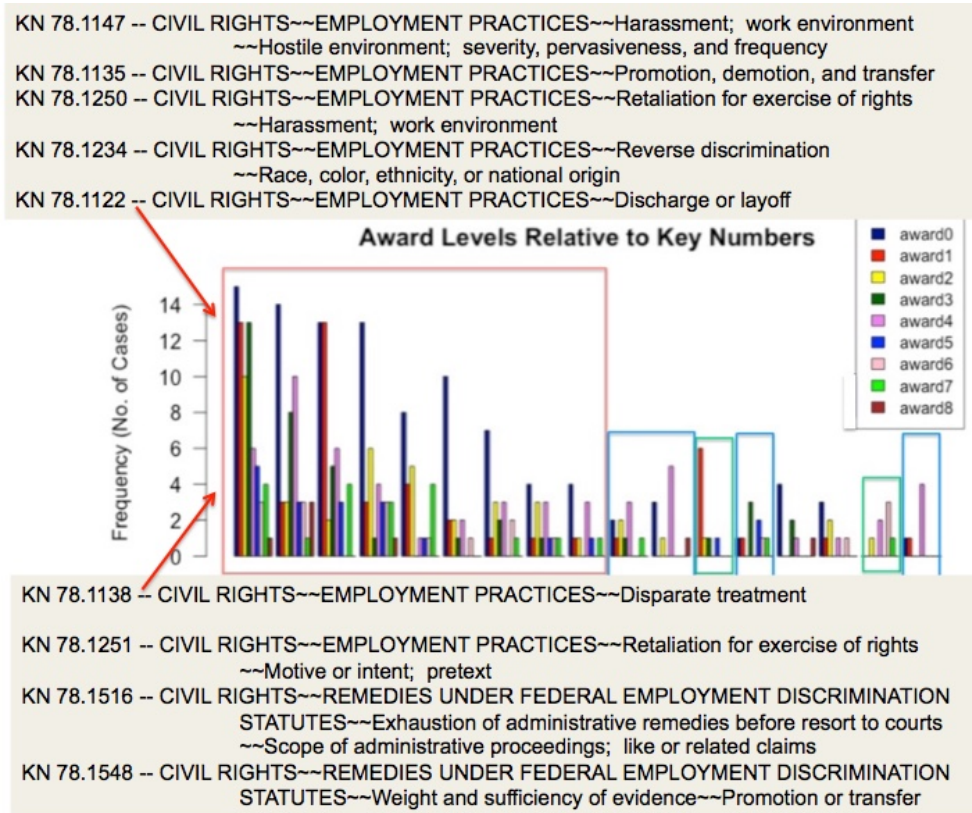 KN 78.1147 -- CIVIL RIGHTS~~EMPLOYMENT PRACTICES~~Harassment; work environment
~~Hostile environment; severity, pervasiveness, and frequency
KN 78.1135 -- CIVIL RIGHTS~~EMPLOYMENT PRACTICES~~Promotion, demotion, and transfer
KN 78.1250 -- CIVIL RIGHTS~~EMPLOYMENT PRACTICES~~Retaliation for exercise of rights
~~Harassment; work environment
KN 78.1234 -- CIVIL RIGHTS~~EMPLOYMENT PRACTICES~~Reverse discrimination
~~Race, color, ethnicity, or national origin
KN 78.1122 -- CIVIL RIGHTS~~EMPLOYMENT PRACTICES~~Discharge or layoff
Award Levels Relative to Key Numbers
award0
award1
award2
award3
award4
award5
award6
award7
award8
Frequency (No. of Cases)
14
12
10
8
6
4
2
0
KN 78.1138 -- CIVIL RIGHTS~~EMPLOYMENT PRACTICES~~Disparate treatment
KN 78.1251 -- CIVIL RIGHTS~~EMPLOYMENT PRACTICES~~Retaliation for exercise of rights
~~Motive or intent; pretext
KN 78.1516 -- CIVIL RIGHTS~~REMEDIES UNDER FEDERAL EMPLOYMENT DISCRIMINATION
STATUTES~~Exhaustion of administrative remedies before resort to courts
~~Scope of administrative proceedings; like or related claims
KN 78.1548 -- CIVIL RIGHTS~~REMEDIES UNDER FEDERAL EMPLOYMENT DISCRIMINATION
STATUTES~~Weight and sufficiency of evidence~~Promotion or transfer